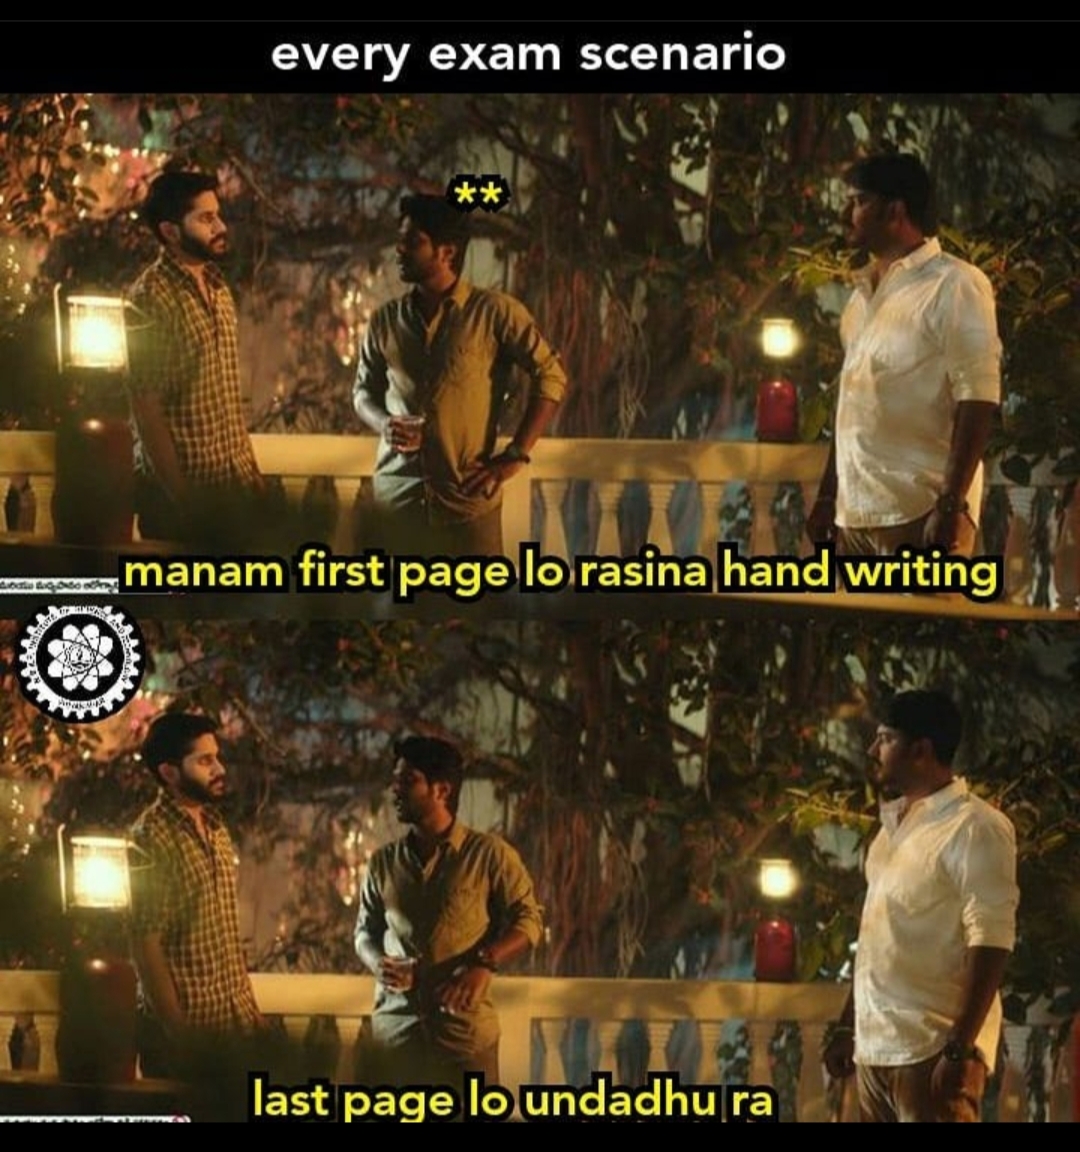 every exam scenario
**
manam first page lo rasina hand writing
last page lo undadhu ra